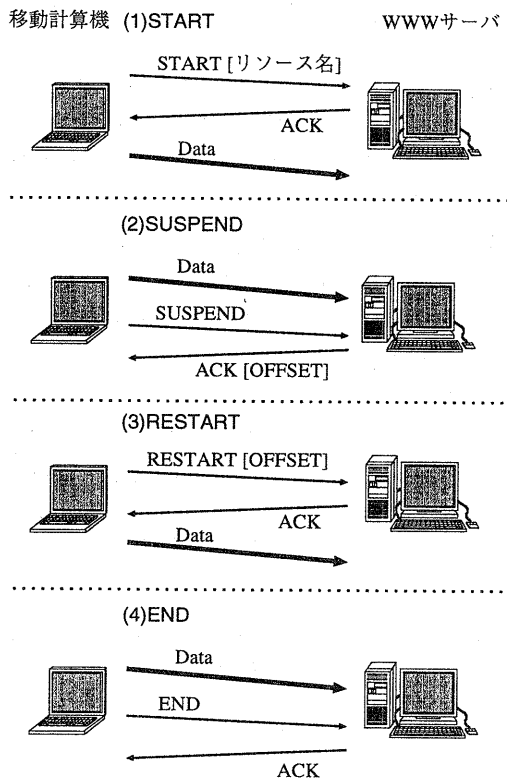 移動計算機 (1)START WWWサーバ
START [リソース名]
ACK
Data
(2)SUSPEND
Data
SUSPEND
ACK [OFFSET]
(3)RESTART
RESTART [OFFSET]
ACK
Data
(4)END
Data
END
ACK